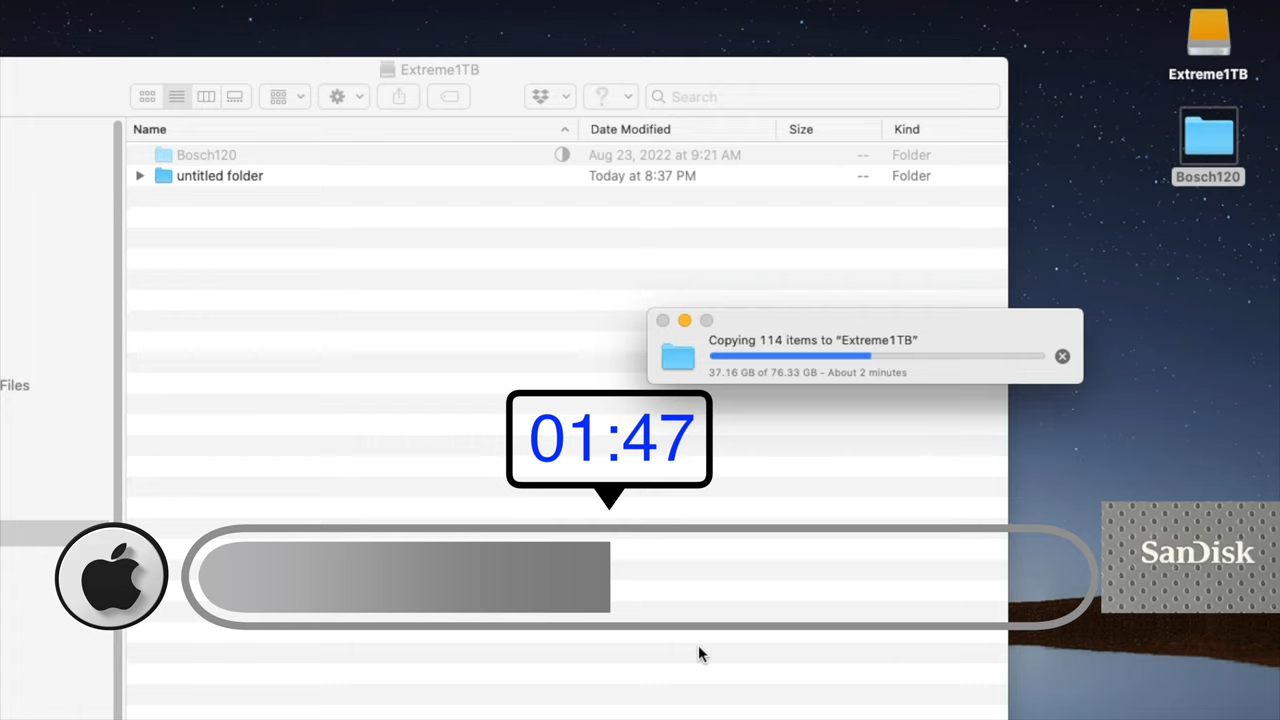 Extreme1TB
Search
Name
Date Modified
Size
Kind
Bosch120
Aug 23, 2022 at 9:21 AM
--
Folder
untitled folder
Today at 8:37 PM
--
Folder
Files
Copying 114 items to “Extreme1TB”
37.16 GB of 76.33 GB - About 2 minutes
01:47
SanDisk
Extreme1TB
Bosch120